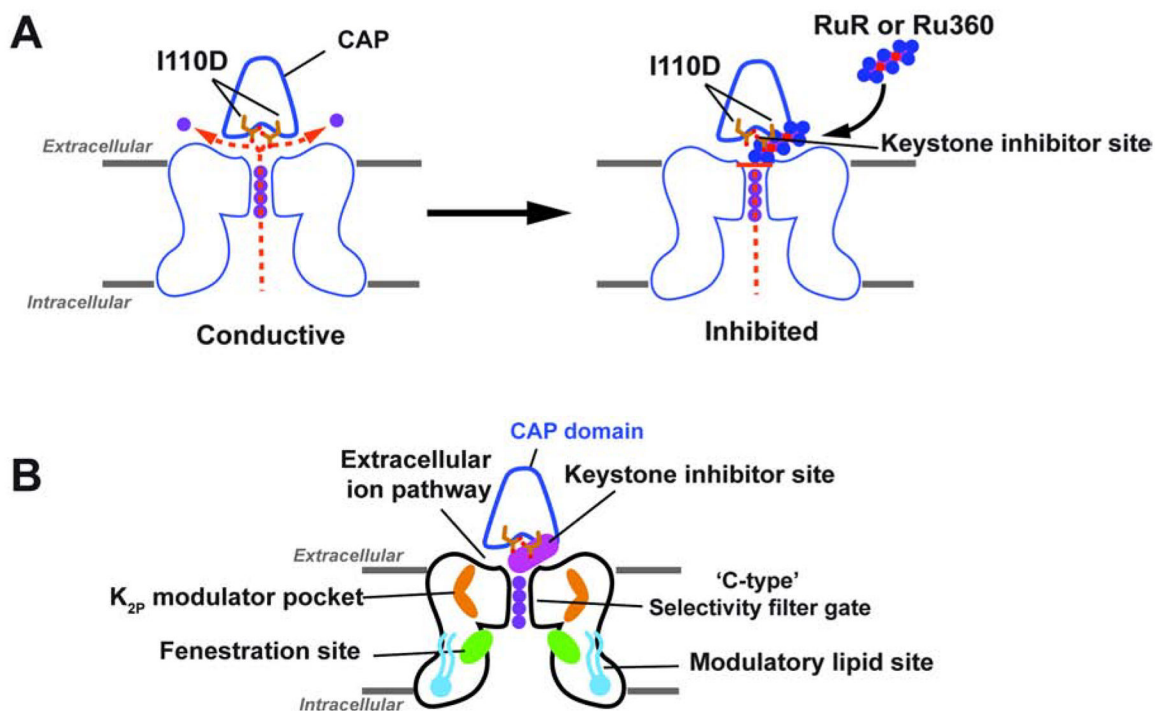 A
I110D
CAP
Extracellular
Intracellular
Conductive
RuR or Ru360
I110D
Keystone inhibitor site
Inhibited
B
CAP domain
Extracellular
ion pathway
Keystone inhibitor site
Extracellular
K2P modulator pocket
'C-type'
Selectivity filter gate
Fenestration site
Modulatory lipid site
Intracellular